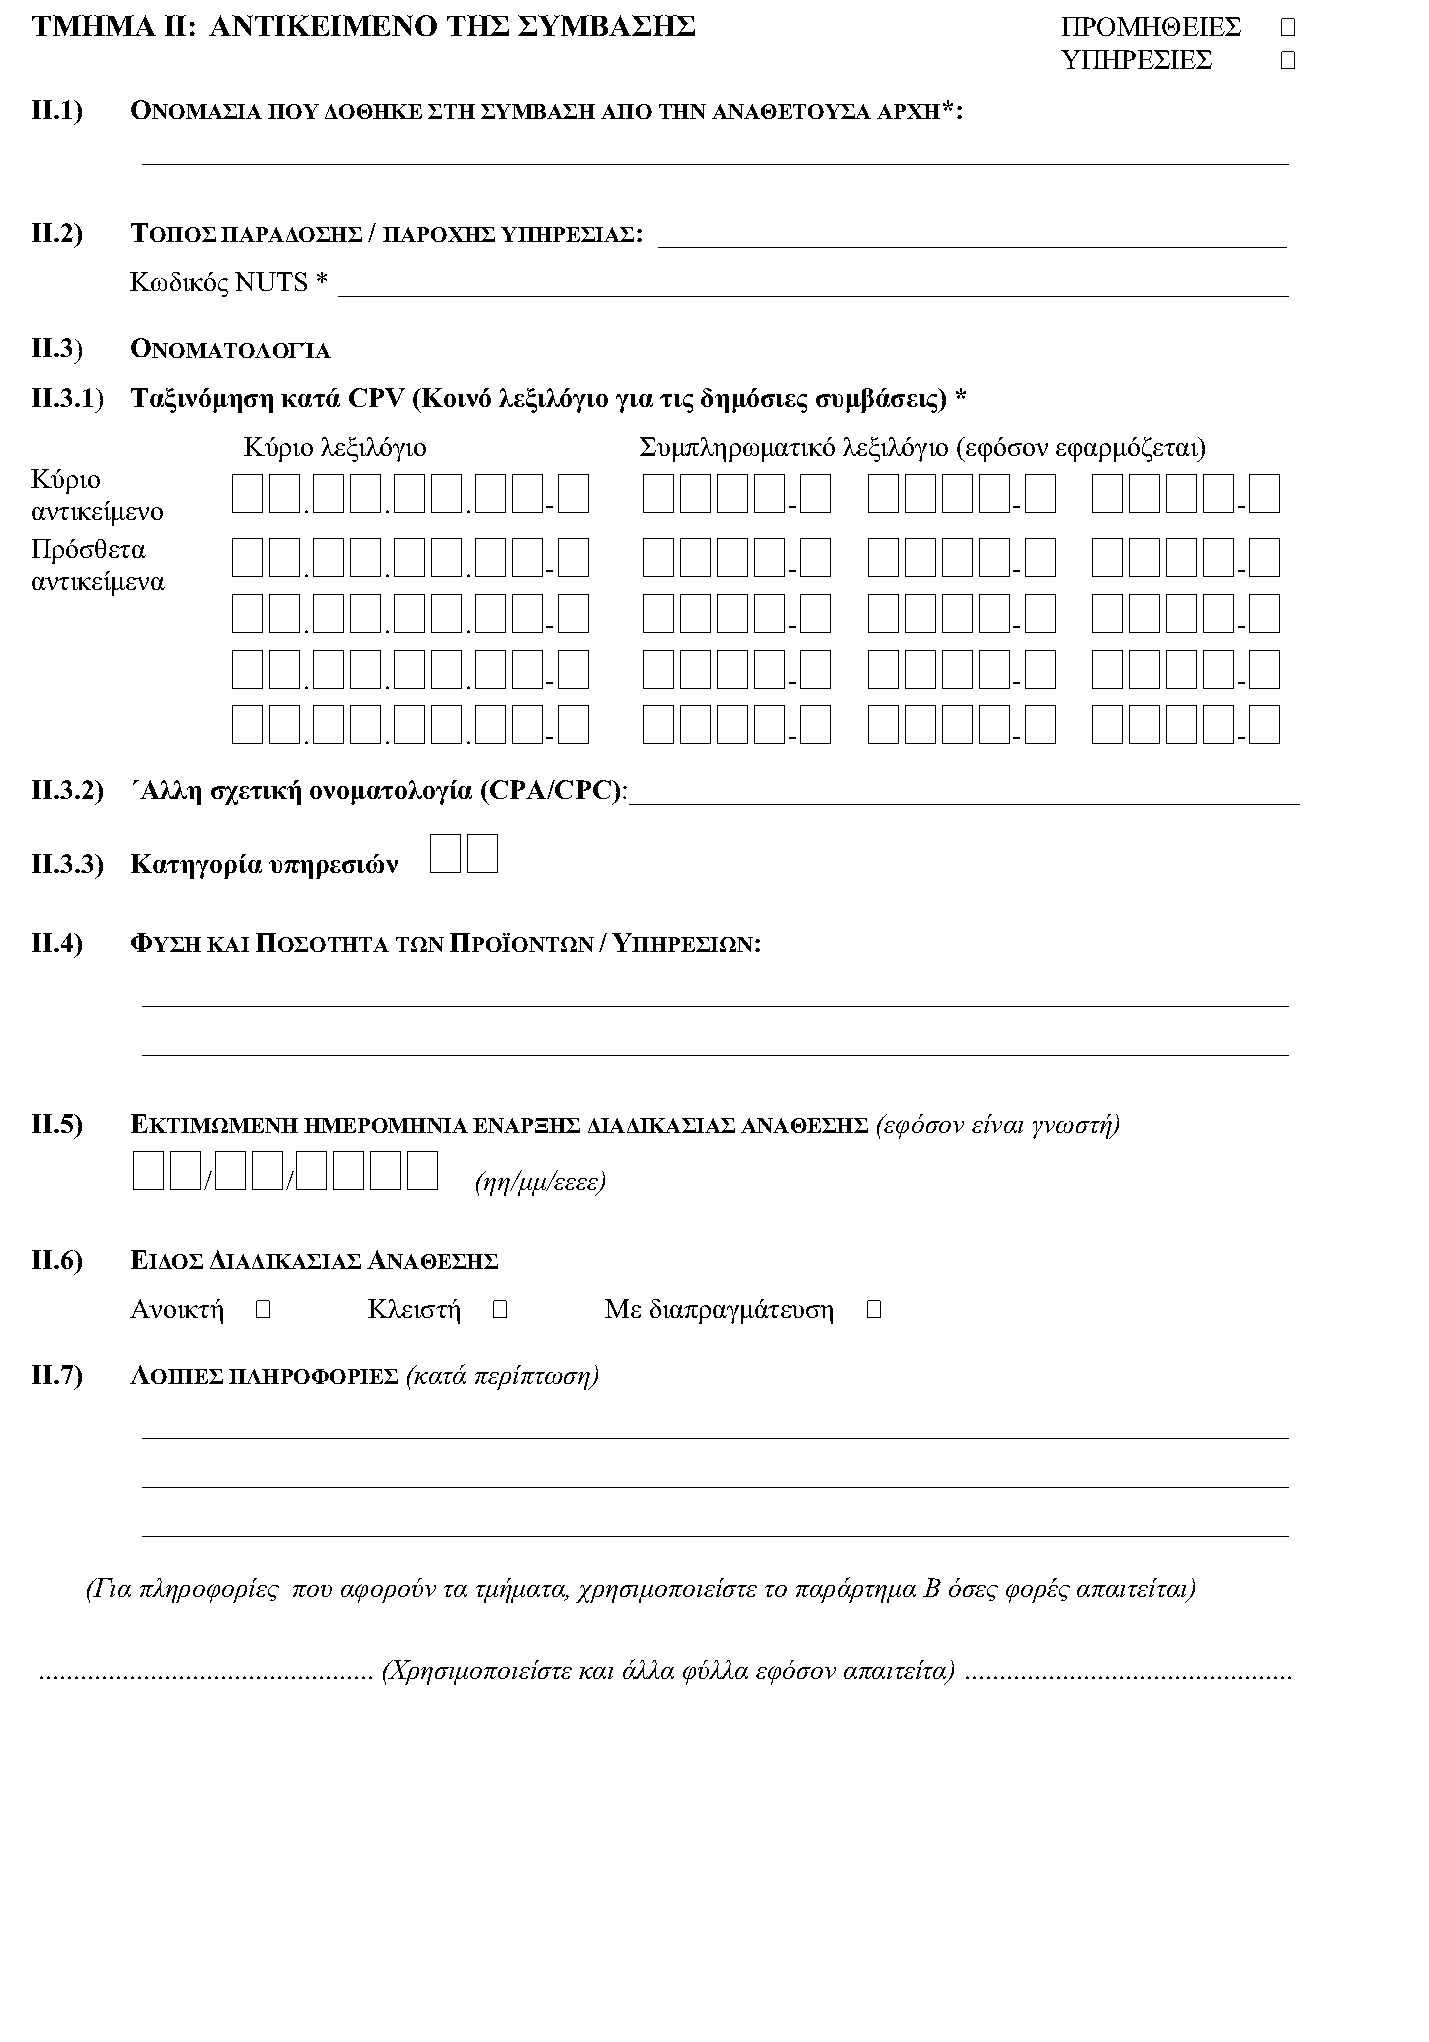 ΤΜΗΜΑ ΙΙ: ΑΝΤΙΚΕΙΜΕΝΟ ΤΗΣ ΣΥΜΒΑΣΗΣ ΠΡΟΜΗΘΕΙΕΣ □
ΥΠΗΡΕΣΙΕΣ □
ΙΙ.1) ΟΝΟΜΑΣΙΑ ΠΟΥ ΔΟΘΗΚΕ ΣΤΗ ΣΥΜΒΑΣΗ ΑΠΟ ΤΗΝ ΑΝΑΘΕΤΟΥΣΑ ΑΡΧΗ*:
ΙΙ.2) ΤΟΠΟΣ ΠΑΡΑΔΟΣΗΣ / ΠΑΡΟΧΗΣ ΥΠΗΡΕΣΙΑΣ:
Κωδικός NUTS *
ΙΙ.3) ΟΝΟΜΑΤΟΛΟΓΊΑ
ΙΙ.3.1) Ταξινόμηση κατά CPV (Κοινό λεξιλόγιο για τις δημόσιες συμβάσεις) *
Κύριο λεξιλόγιο Συμπληρωματικό λεξιλόγιο (εφόσον εφαρμόζεται)
Κύριο
αντικείμενο □□.□□.□□.□□-□ □□□□-□ □□□□-□ □□□□-□
Πρόσθετα
αντικείμενα □□.□□.□□.□□-□ □□□□-□ □□□□-□ □□□□-□
□□.□□.□□.□□-□ □□□□-□ □□□□-□ □□□□-□
□□.□□.□□.□□-□ □□□□-□ □□□□-□ □□□□-□
□□.□□.□□.□□-□ □□□□-□ □□□□-□ □□□□-□
ΙΙ.3.2) ΄Αλλη σχετική ονοματολογία (CPA/CPC):
ΙΙ.3.3) Κατηγορία υπηρεσιών □□
ΙΙ.4) ΦΥΣΗ ΚΑΙ ΠΟΣΟΤΗΤΑ ΤΩΝ ΠΡΟΪΟΝΤΩΝ / ΥΠΗΡΕΣΙΩΝ:
ΙΙ.5) ΕΚΤΙΜΩΜΕΝΗ ΗΜΕΡΟΜΗΝΙΑ ΕΝΑΡΞΗΣ ΔΙΑΔΙΚΑΣΙΑΣ ΑΝΑΘΕΣΗΣ (εφόσον είναι γνωστή)
□□/□□/□□□□ (ηη/μμ/εεεε)
ΙΙ.6) ΕΙΔΟΣ ΔΙΑΔΙΚΑΣΙΑΣ ΑΝΑΘΕΣΗΣ
Ανοικτή □ Κλειστή □ Με διαπραγμάτευση □
ΙΙ.7) ΛΟΙΠΕΣ ΠΛΗΡΟΦΟΡΙΕΣ (κατά περίπτωση)
(Για πληροφορίες που αφορούν τα τμήματα, χρησιμοποιείστε το παράρτημα Β όσες φορές απαιτείται)
................................................ (Χρησιμοποιείστε και άλλα φύλλα εφόσον απαιτείτα) ...............................................